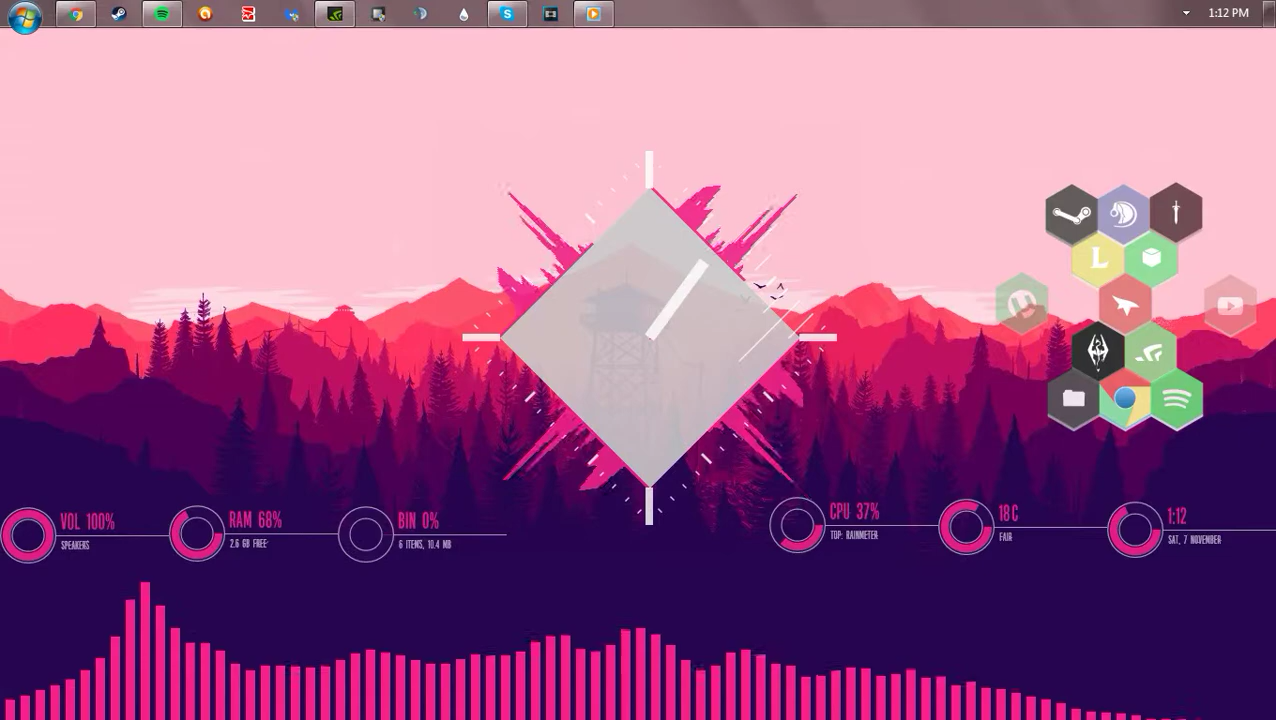 1:12 PM
L
VOL 100%
SPEAKERS
RAM 68%
2.6 GB FREE
BIN 0%
6 ITEMS, 10.4 MB
CPU 37%
TOP: RAINMETER
18C
FAIR
1:12
SAT, 7 NOVEMBER